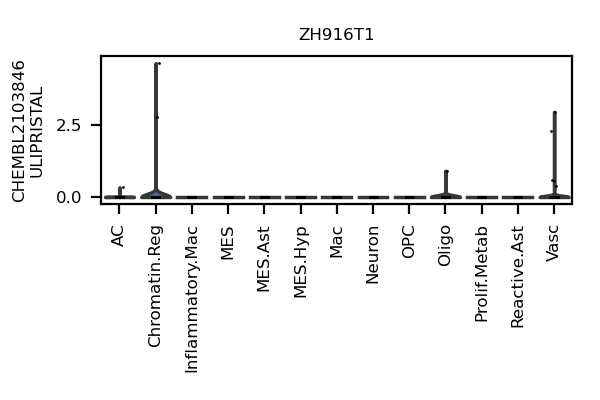 ZH916T1
CHEMBL2103846
ULIPRISTAL
2.5
0.0
AC
Chromatin.Reg
Inflammatory.Mac
MES
MES.Ast
MES.Hyp
Mac
Neuron
OPC
Oligo
Prolif.Metab
Reactive.Ast
Vasc